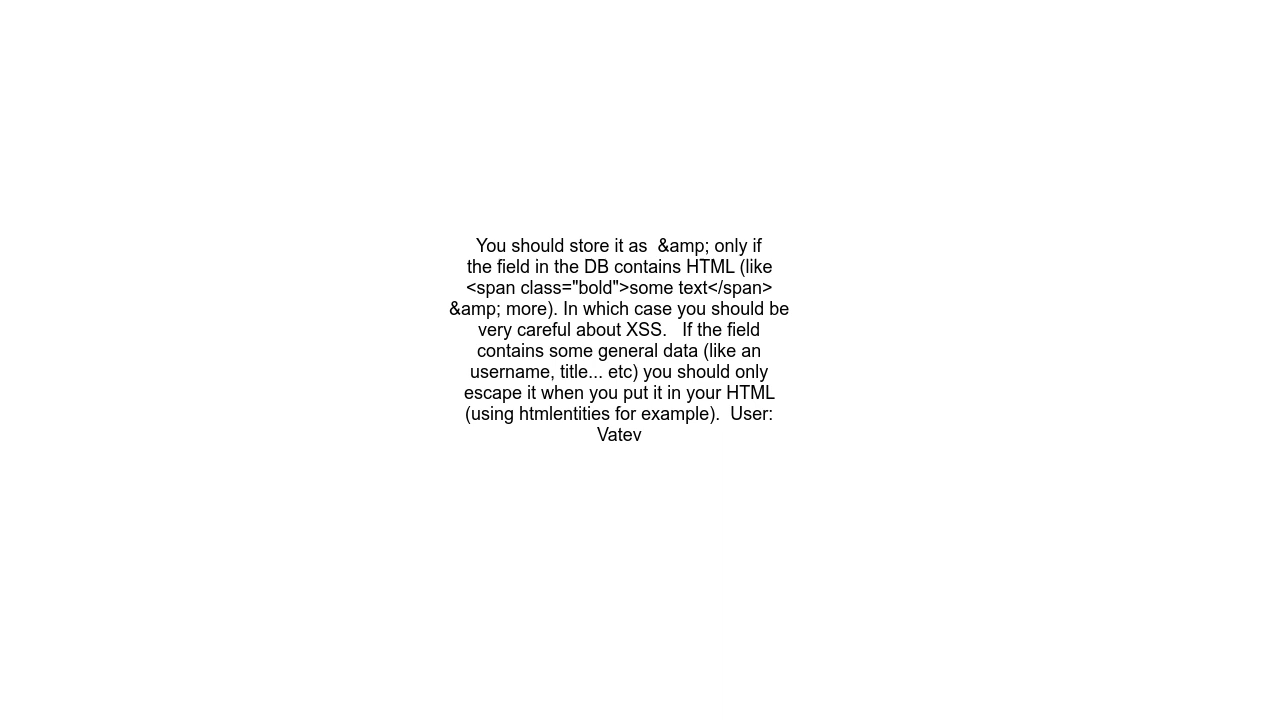 You should store it as  &amp; only if
the field in the DB contains HTML (like
<span class="bold">some text</span>
&amp; more). In which case you should be
very careful about XSS.   If the field
contains some general data (like an
username, title... etc) you should only
escape it when you put it in your HTML
(using htmlentities for example).  User:
Vatev